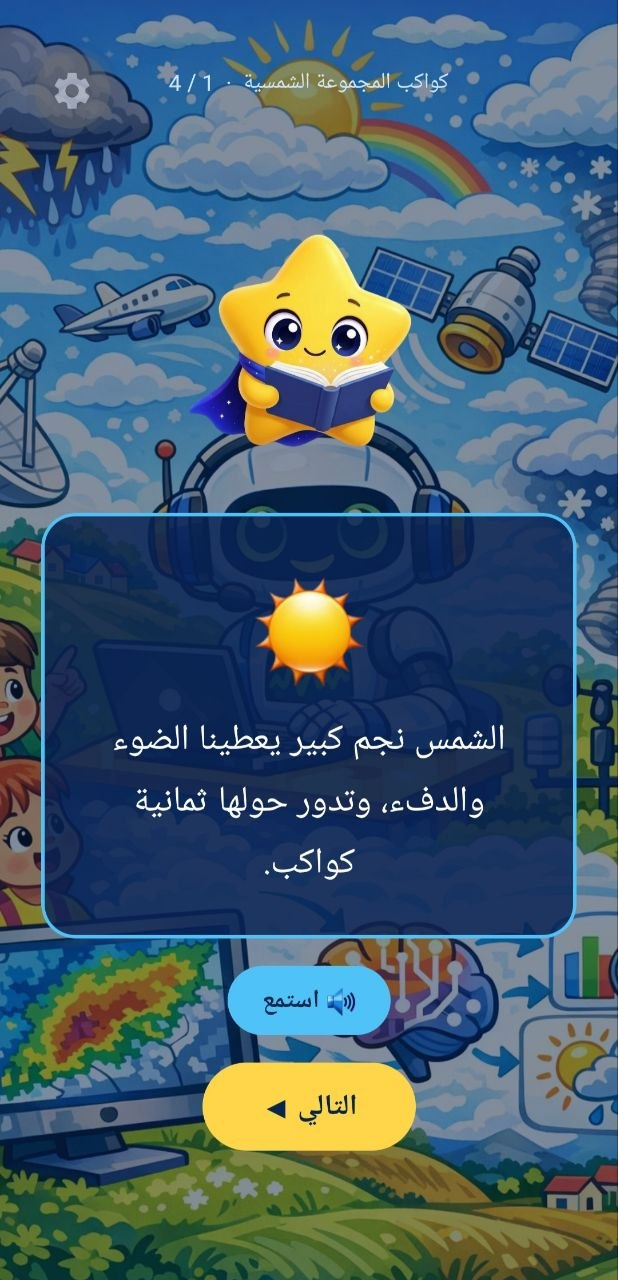 كواكب المجموعة الشمسية · 1 / 4
الشمس نجم كبير يعطينا الضوء
والدفء، وتدور حولها ثمانية
كواكب.
🔊 استمع
التالي ◀